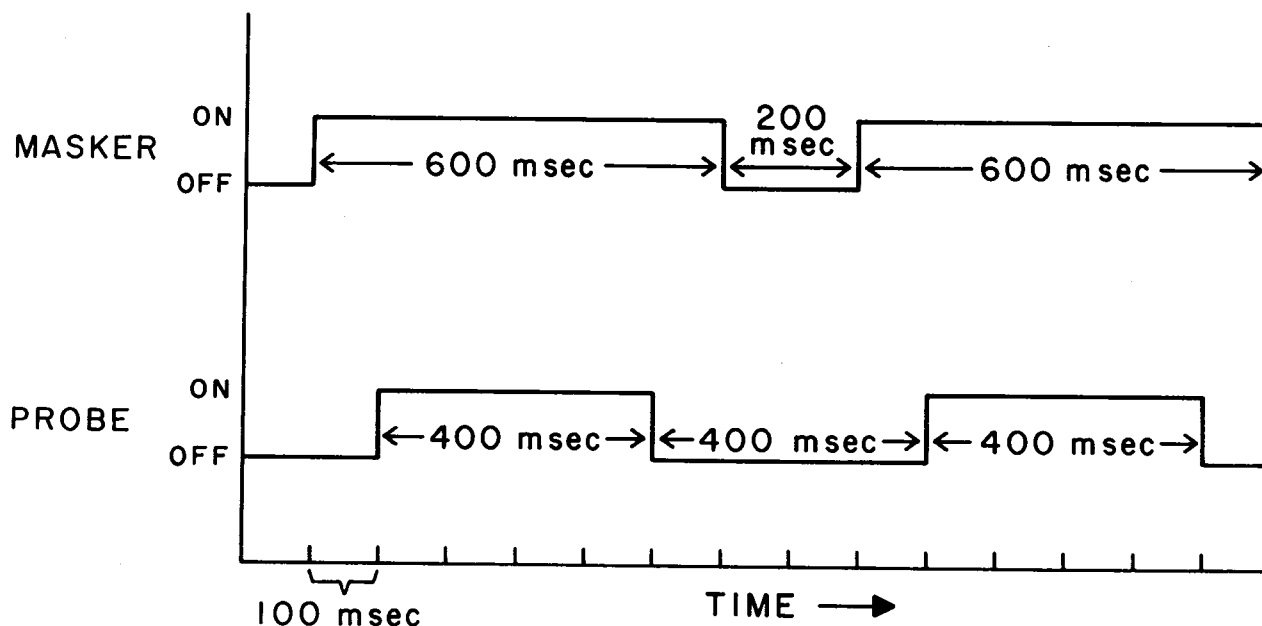 ON
MASKER
OFF
600 msec
200
msec
600 msec
ON
PROBE
OFF
400 msec
400 msec
400 msec
100 msec
TIME